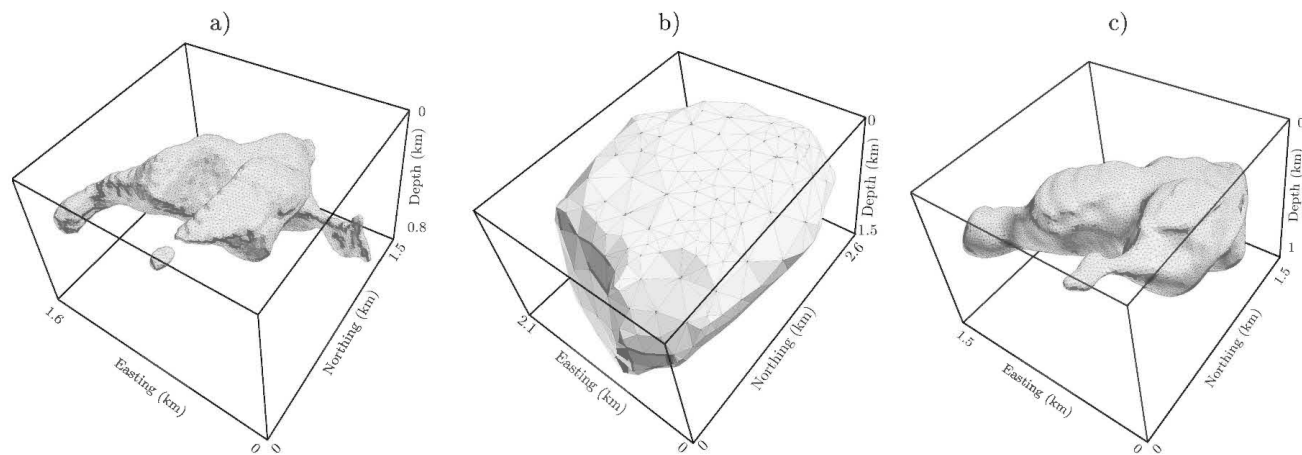 a)
0
Depth (km)
0.8
1.5
Northing (km)
0
0
Easting (km)
1.6
b)
0
Depth (km)
1.5
2.6
Northing (km)
0
0
Easting (km)
2.1
c)
0
Depth (km)
1
1.5
Northing (km)
0
0
Easting (km)
1.5